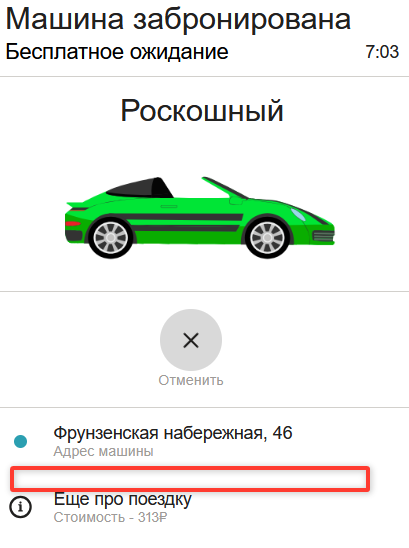 Машина забронирована
Бесплатное ожидание 7:03
Роскошный
Отменить
Фрунзенская набережная, 46
Адрес машины
Еще про поездку
Стоимость - 313₽